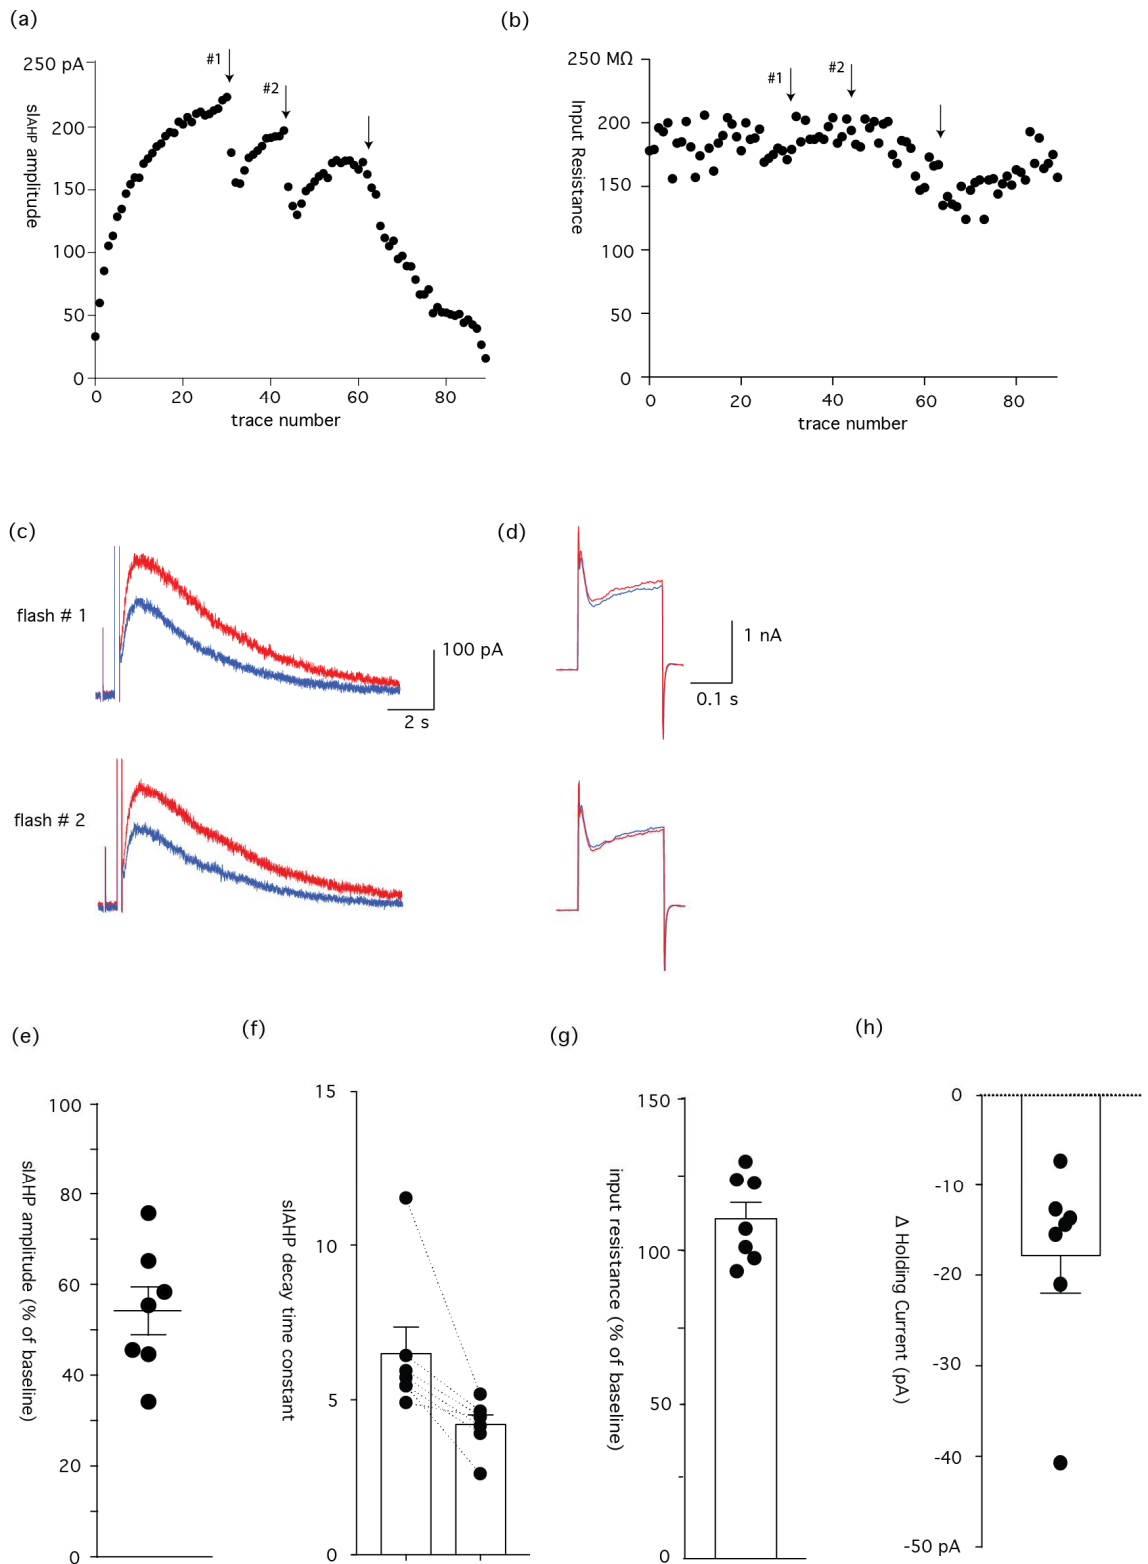 (a)
250 pA
200
150
100
50
0
sIAHP amplitude
#1
#2
0 20 40 60 80
trace number
(b)
250 MΩ
200
150
100
50
0
Input Resistance
#1
#2
0 20 40 60 80
trace number
(c)
flash # 1
100 pA
2 s
flash # 2
(d)
1 nA
0.1 s
(e)
100
80
60
40
20
0
sIAHP amplitude (% of baseline)
(f)
15
10
5
0
sIAHP decay time constant
(g)
150
100
50
0
input resistance (% of baseline)
(h)
0
-10
-20
-30
-40
-50 pA
Δ Holding Current (pA)